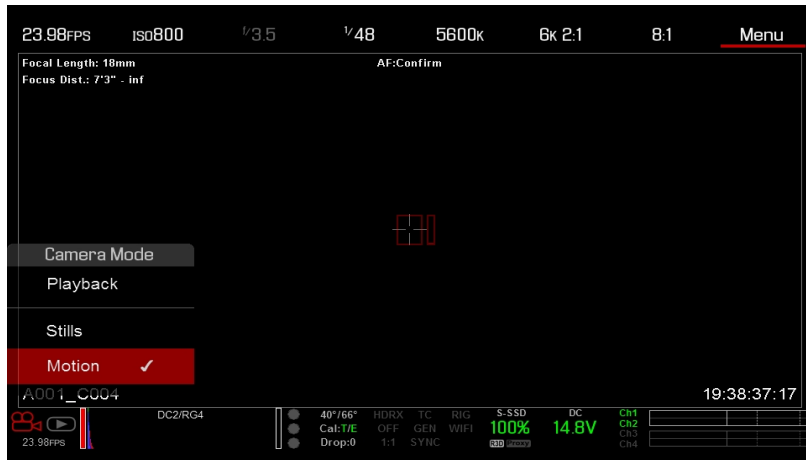 23.98FPS ISO800 f/3.5 1/48 5600K 6K 2:1 8:1 Menu
Focal Length: 18mm AF:Confirm
Focus Dist.: 7'3" - inf
Camera Mode
Playback
Stills
Motion ✓
A001_C004 19:38:37:17
DC2/RG4 40°/66° HDRX TC RIG S-SSD DC Ch1
Cal:T/E OFF GEN WIFI 100% 14.8V Ch2
23.98FPS Drop:0 1:1 SYNC R3D Proxy Ch3
Ch4